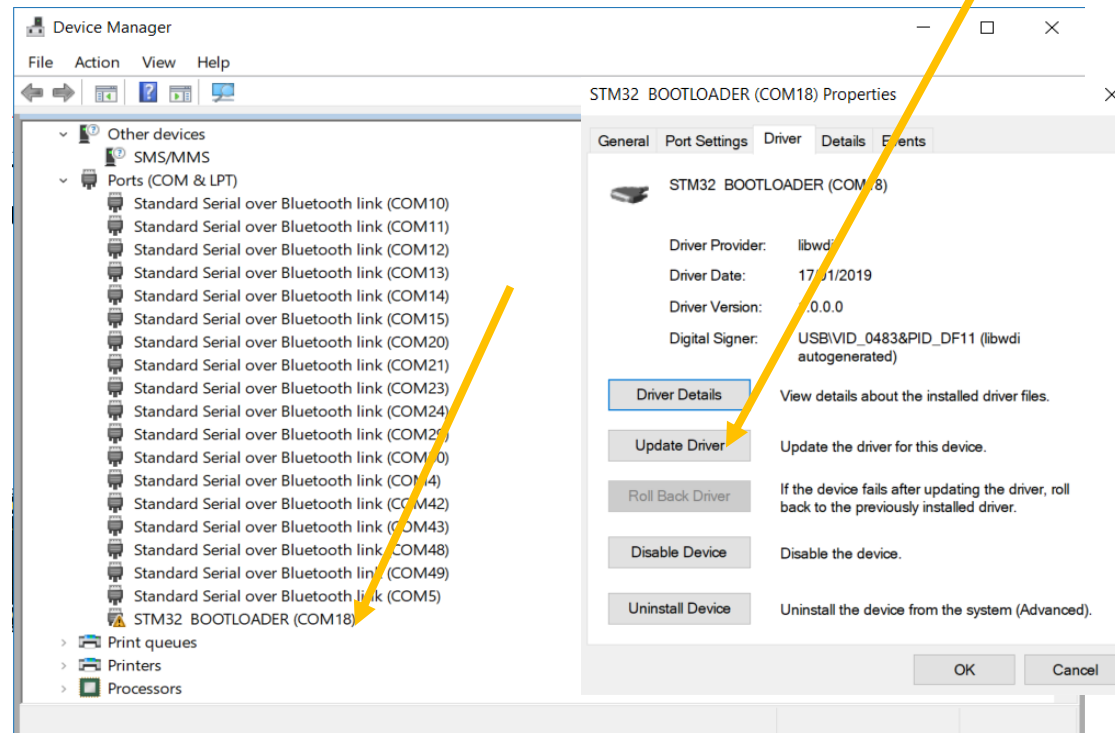 Device Manager
File Action View Help
Other devices
SMS/MMS
Ports (COM & LPT)
Standard Serial over Bluetooth link (COM10)
Standard Serial over Bluetooth link (COM11)
Standard Serial over Bluetooth link (COM12)
Standard Serial over Bluetooth link (COM13)
Standard Serial over Bluetooth link (COM14)
Standard Serial over Bluetooth link (COM15)
Standard Serial over Bluetooth link (COM20)
Standard Serial over Bluetooth link (COM21)
Standard Serial over Bluetooth link (COM23)
Standard Serial over Bluetooth link (COM24)
Standard Serial over Bluetooth link (COM29)
Standard Serial over Bluetooth link
Standard Serial over Bluetooth link (COM4)
Standard Serial over Bluetooth link (COM42)
Standard Serial over Bluetooth link (COM43)
Standard Serial over Bluetooth link (COM48)
Standard Serial over Bluetooth link (COM49)
Standard Serial over Bluetooth link (COM5)
STM32 BOOTLOADER (COM18)
Print queues
Printers
Processors
STM32 BOOTLOADER (COM18) Properties
General Port Settings Driver Details Events
STM32 BOOTLOADER (COM18)
Driver Provider: libwdi
Driver Date: 17/01/2019
Driver Version:
Digital Signer: USB\VID_0483&PID_DF11 (libwdi
autogenerated)
Driver Details View details about the installed driver files.
Update Driver Update the driver for this device.
Roll Back Driver If the device fails after updating the driver, roll
back to the previously installed driver.
Disable Device Disable the device.
Uninstall Device Uninstall the device from the system (Advanced).
OK Cancel